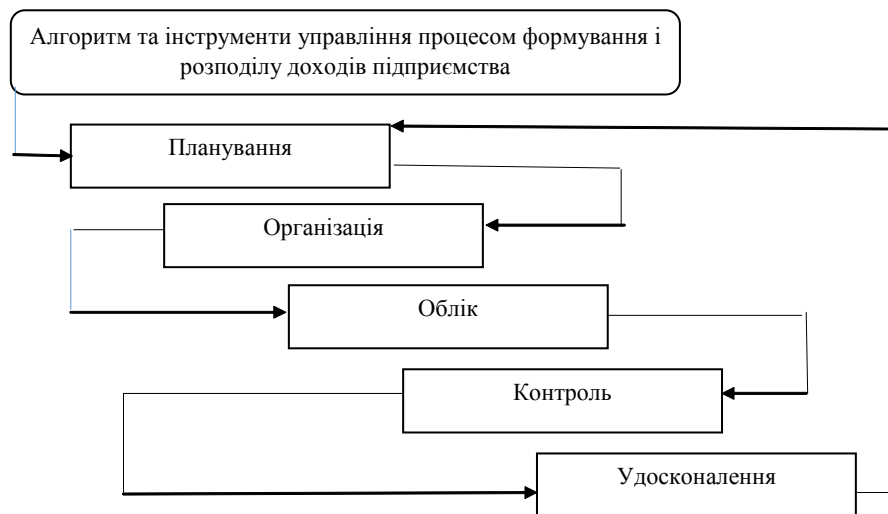 Алгоритм та інструменти управління процесом формування і
розподілу доходів підприємства
Планування
Організація
Облік
Контроль
Удосконалення